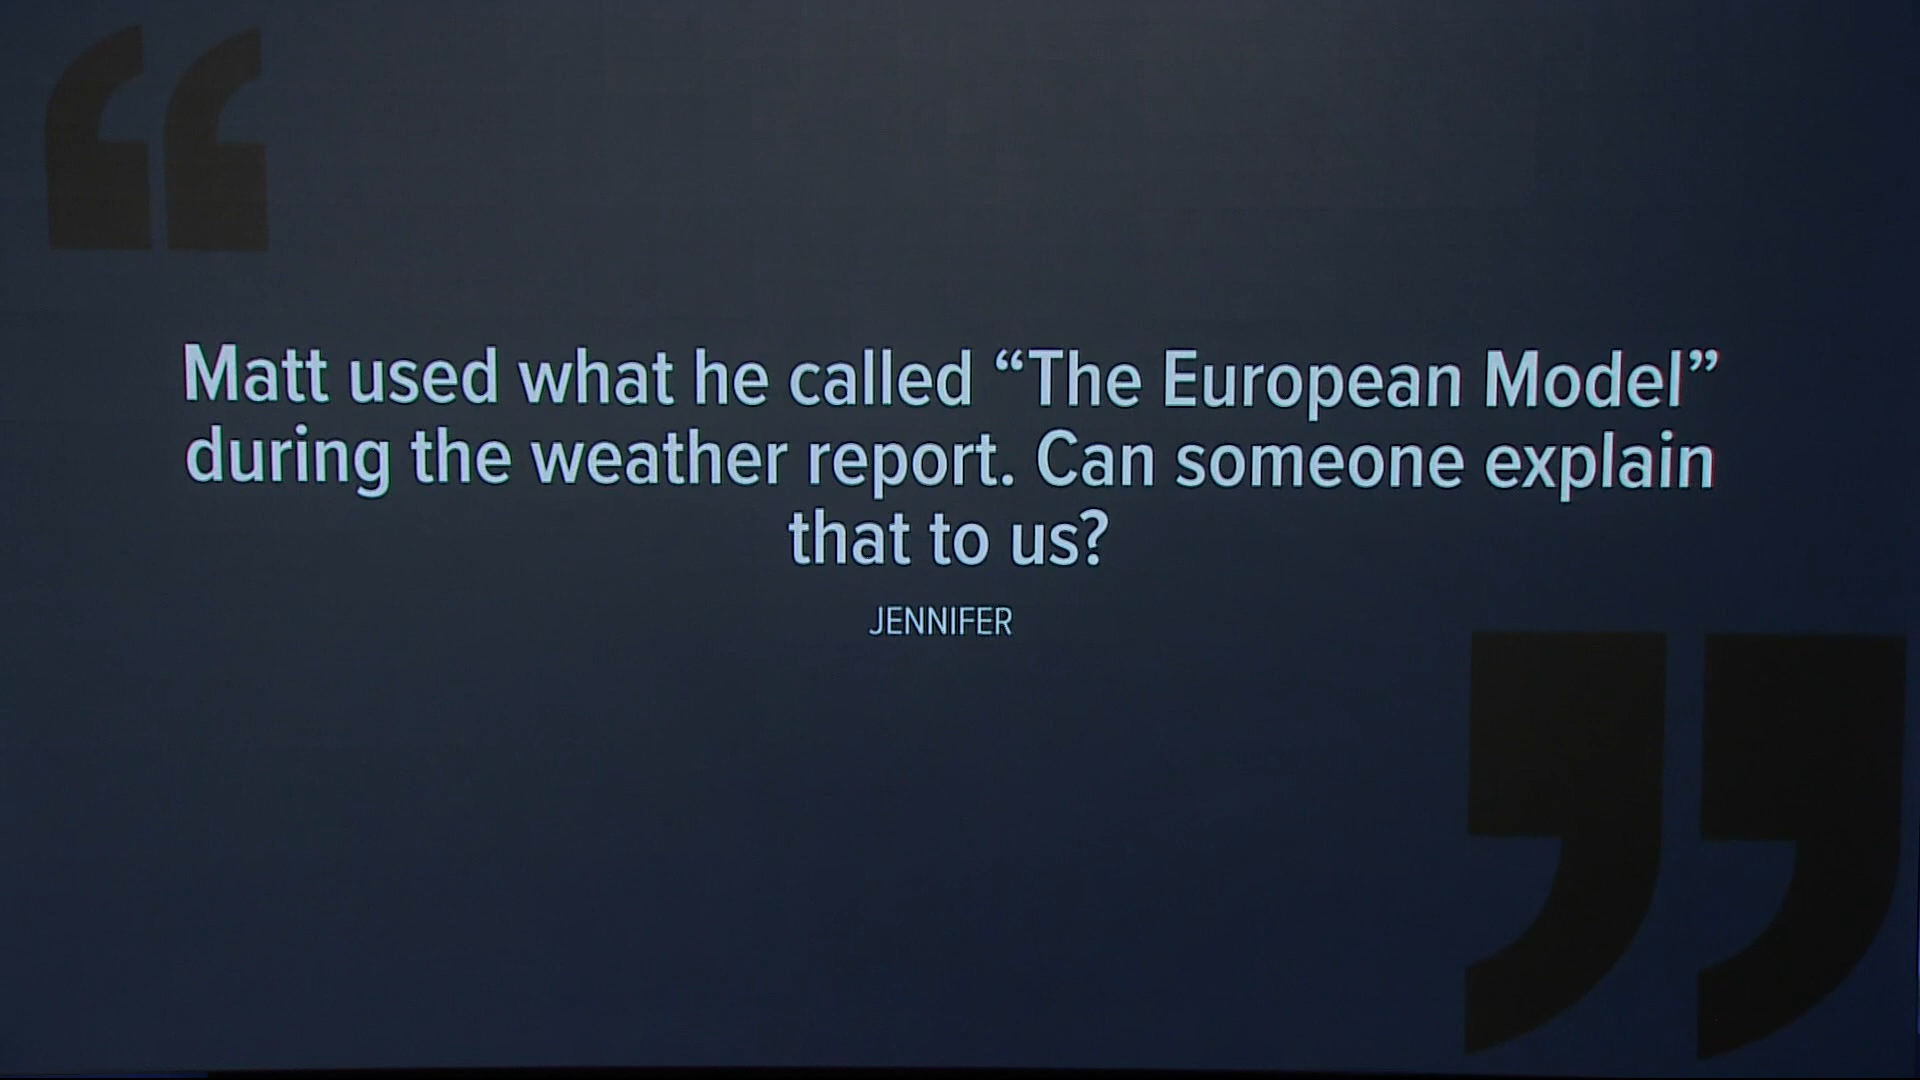 Matt used what he called “The European Model”
during the weather report. Can someone explain
that to us?
JENNIFER